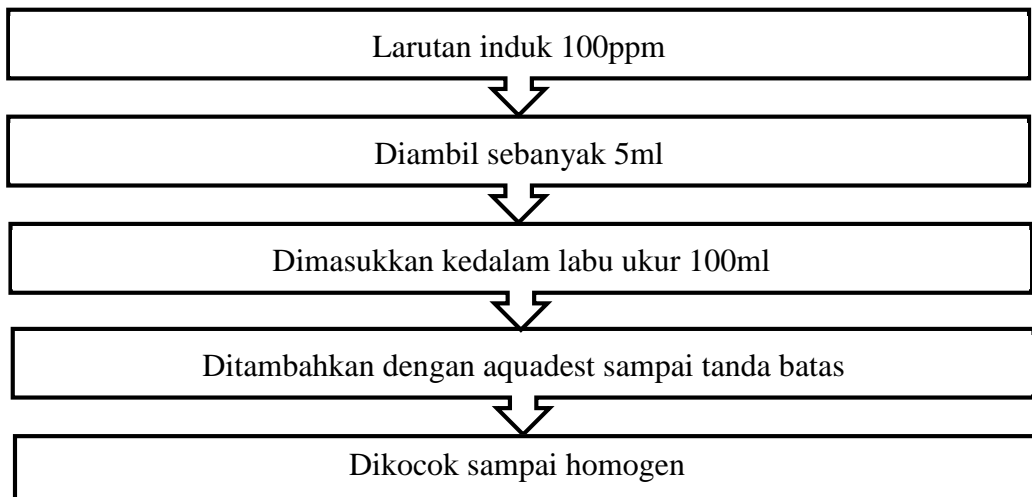 Larutan induk 100ppm
Diambil sebanyak 5ml
Dimasukkan kedalam labu ukur 100ml
Ditambahkan dengan aquadest sampai tanda batas
Dikocok sampai homogen